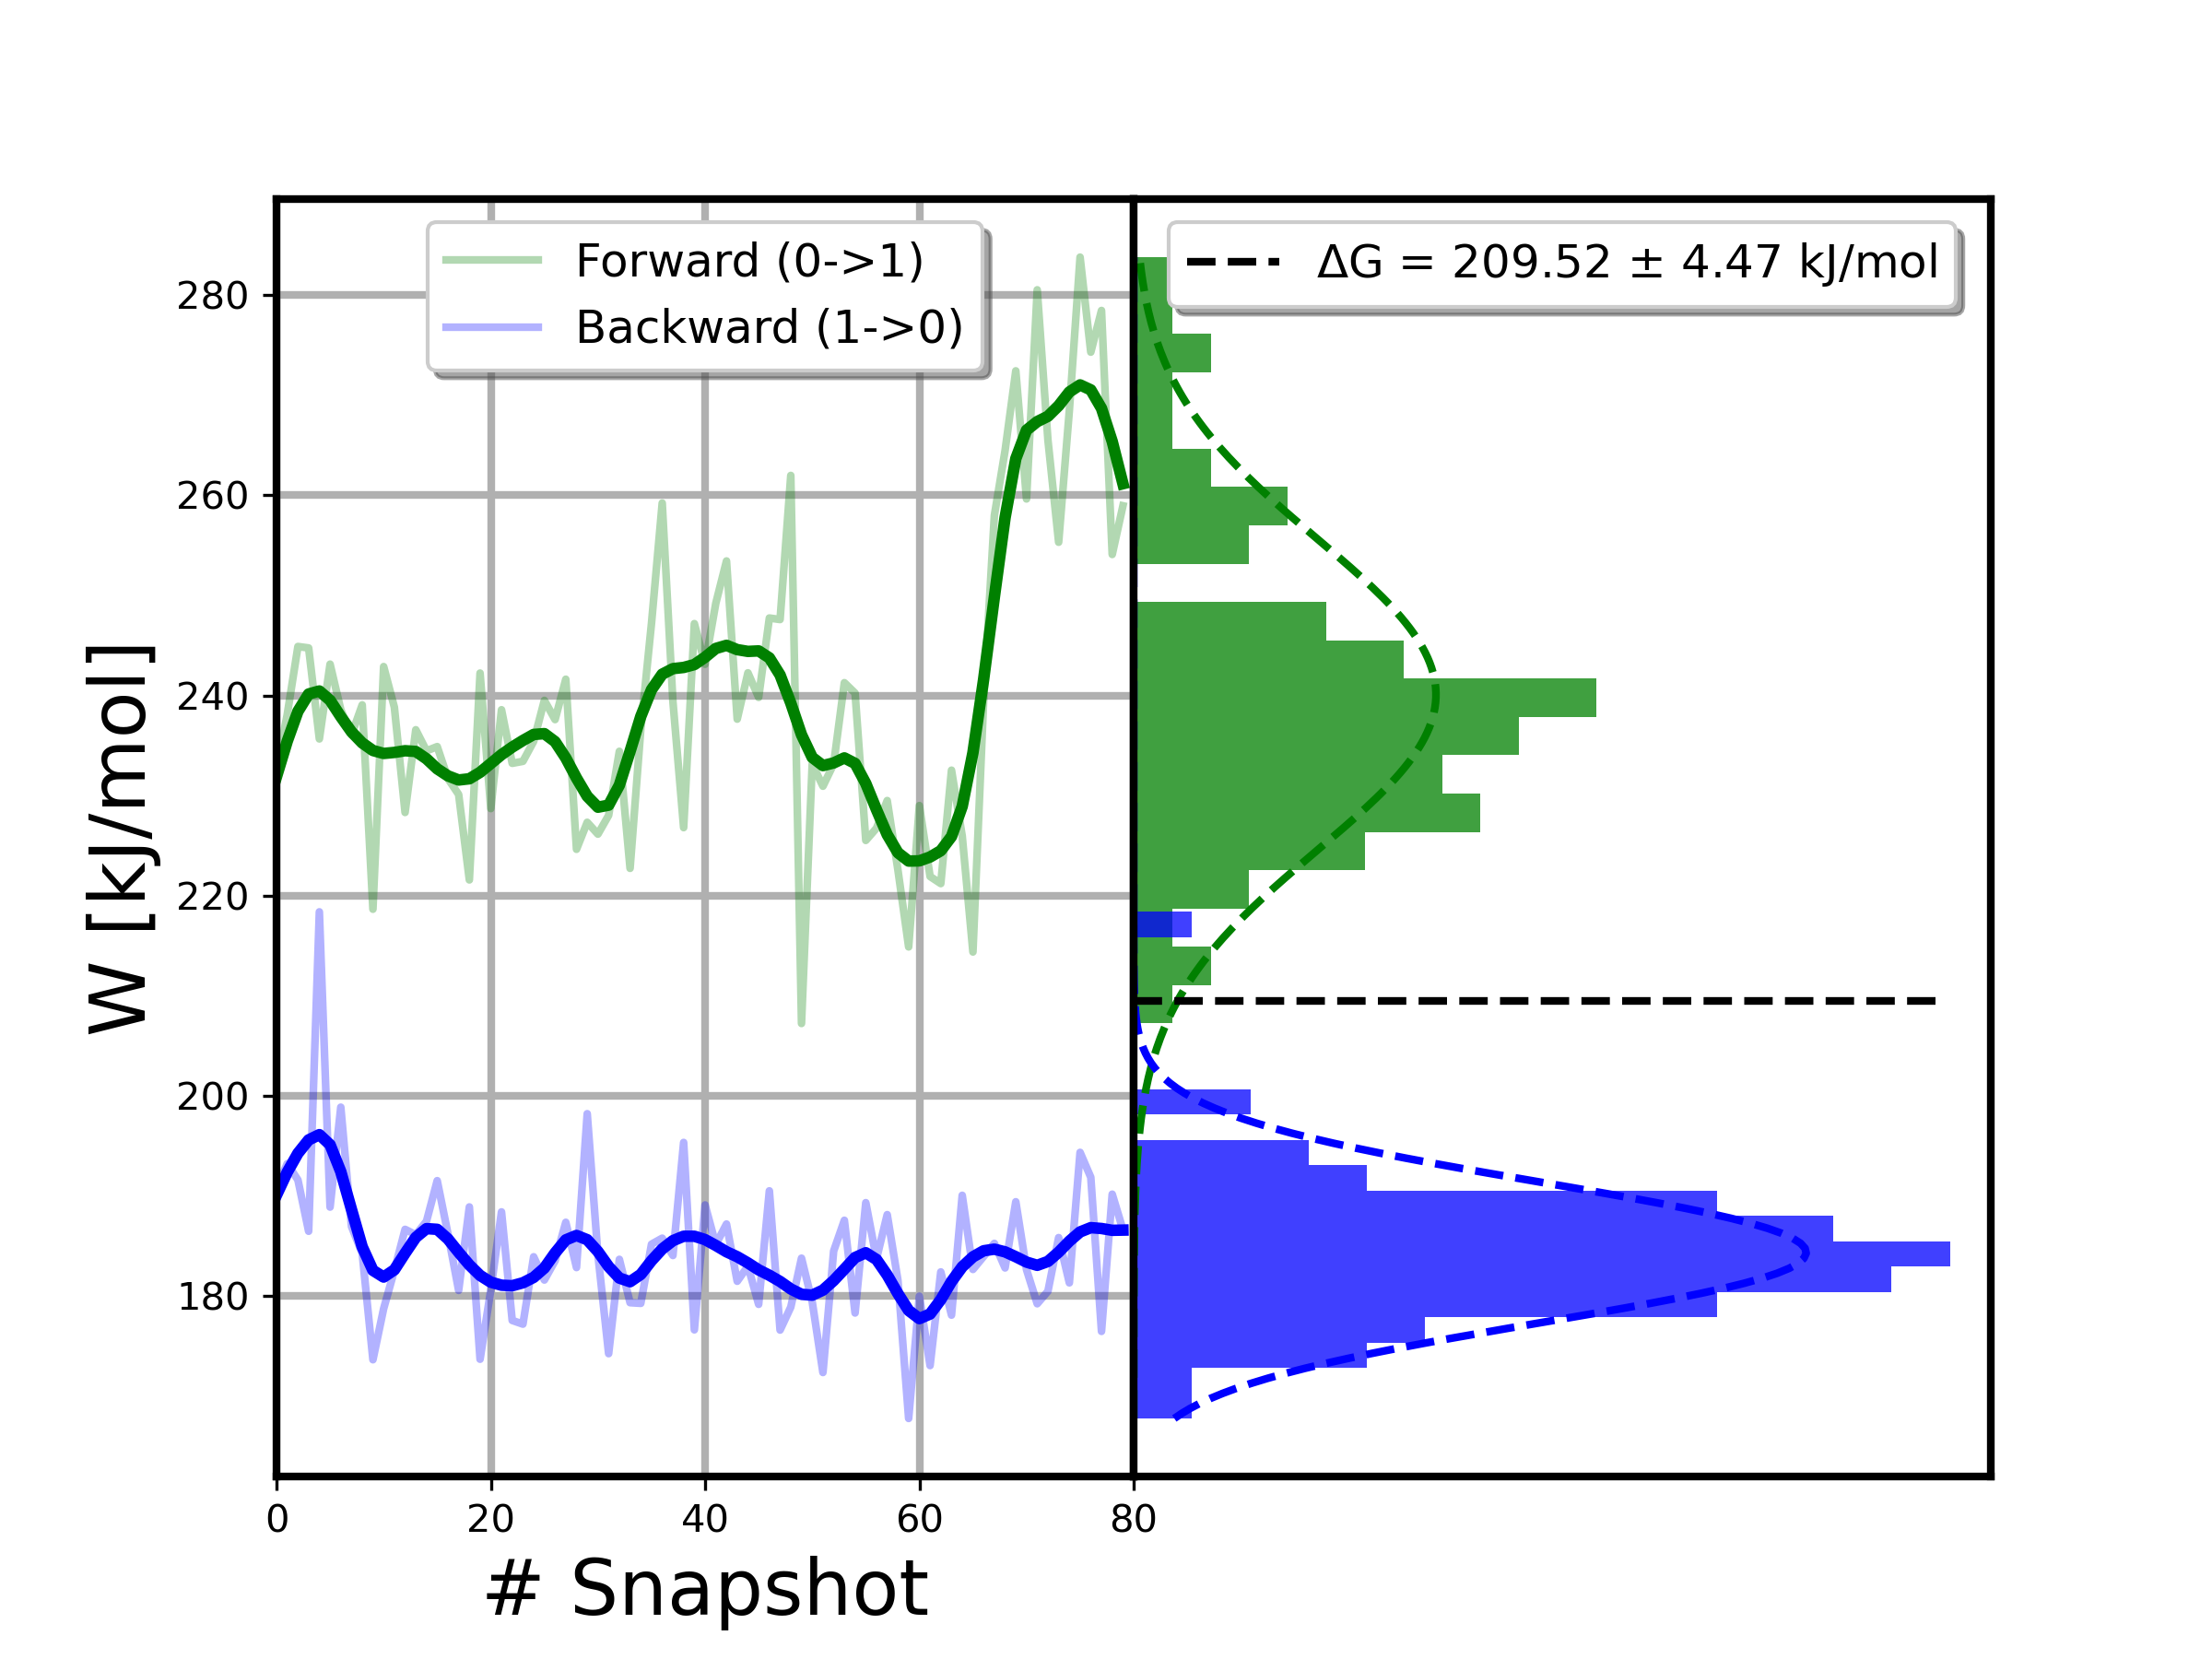 Forward (0->1)
Backward (1->0)
ΔG = 209.52 ± 4.47 kJ/mol
280
260
240
220
200
180
W [kJ/mol]
0 20 40 60 80
# Snapshot